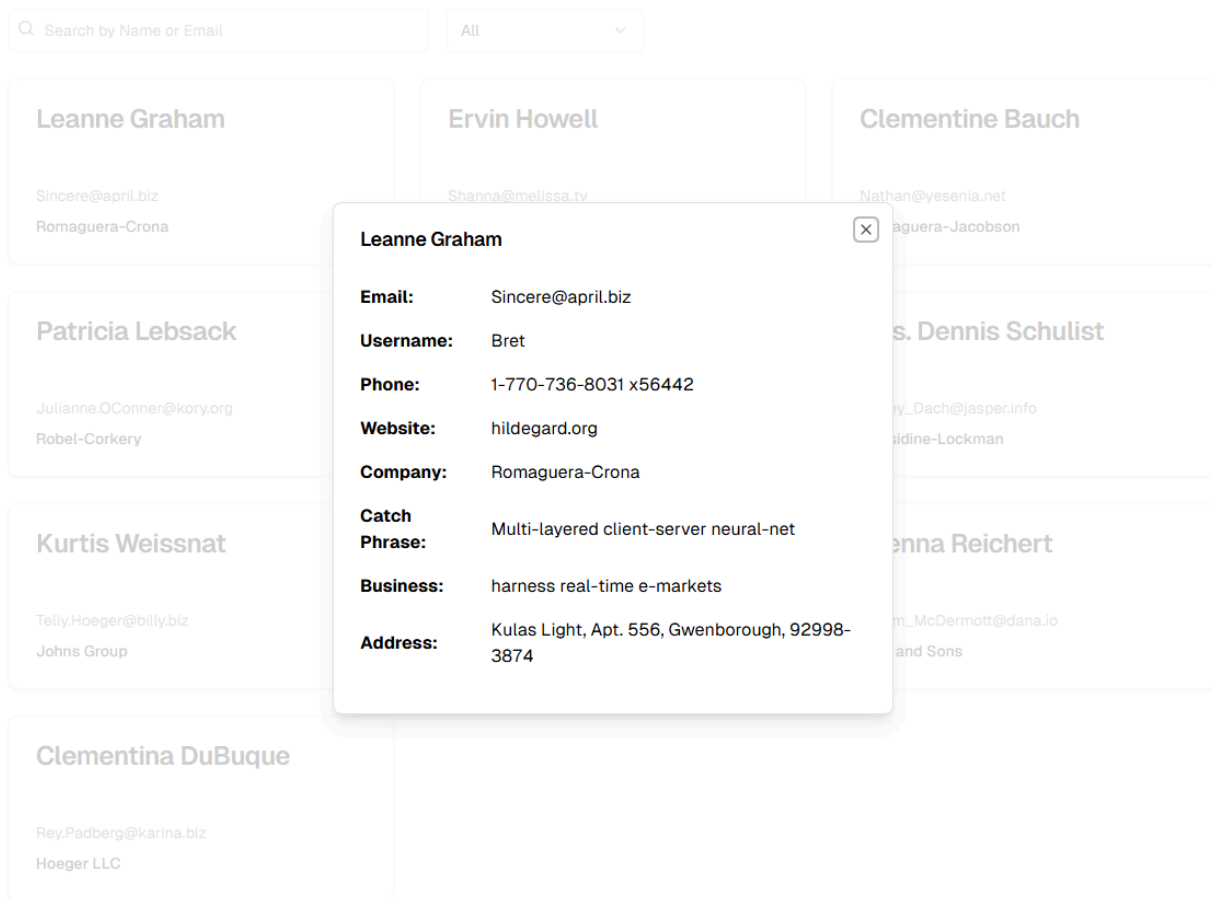 Search by Name or Email
All
Leanne Graham
Ervin Howell
Clementine Bauch
Sincere@april.biz
Shanna@melissa.tv
Nathan@yesenia.net
Romaguera-Crona
aguera-Jacobson
Leanne Graham
Email: Sincere@april.biz
Username: Bret
Phone: 1-770-736-8031 x56442
Website: hildegard.org
Company: Romaguera-Crona
Catch
Phrase:
Multi-layered client-server neural-net
Business: harness real-time e-markets
Address:
Kulas Light, Apt. 556, Gwenborough, 92998-
3874
Patricia Lebsack
s. Dennis Schulist
Julianne.OConner@kory.org
ey_Dach@jasper.info
Robel-Corkery
idine-Lockman
Kurtis Weissnat
enna Reichert
Telly.Hoeger@billy.biz
m_McDermott@dana.io
Johns Group
and Sons
Clementina DuBuque
Rey.Padberg@karina.biz
Hoeger LLC